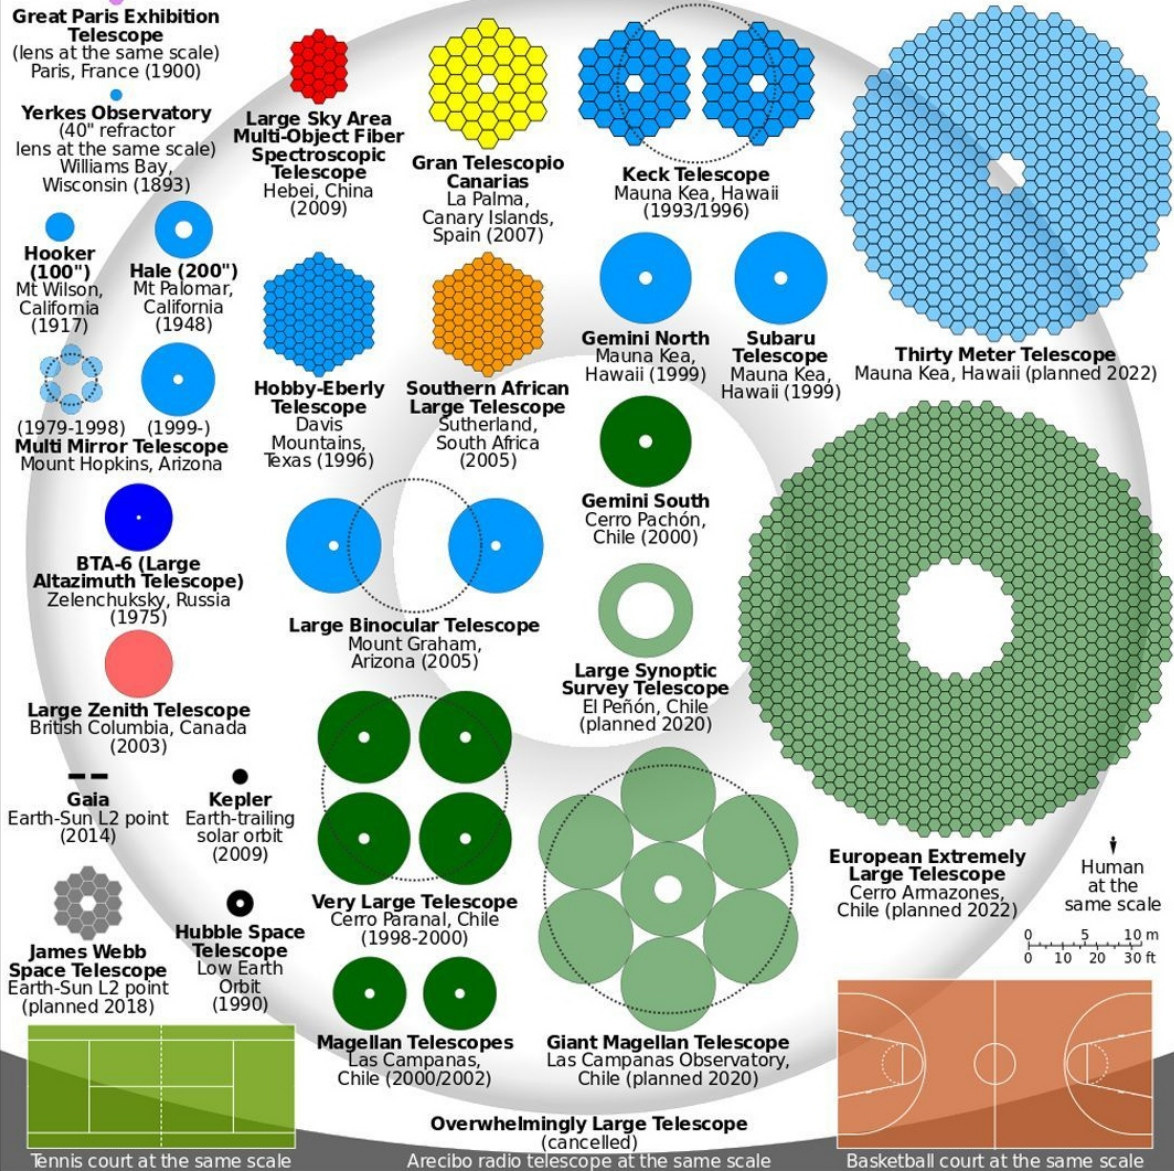 Great Paris Exhibition
Telescope
(lens at the same scale)
Paris, France (1900)
Yerkes Observatory
(40" refractor
lens at the same scale)
Williams Bay,
Wisconsin (1893)
Hooker
(100")
Mt Wilson,
California
(1917)
Hale (200")
Mt Palomar,
California
(1948)
(1979-1998)
(1999-)
Multi Mirror Telescope
Mount Hopkins, Arizona
BTA-6 (Large
Altazimuth Telescope)
Zelenchuksky, Russia
(1975)
Large Zenith Telescope
British Columbia, Canada
(2003)
Gaia
Earth-Sun L2 point
(2014)
Kepler
Earth-trailing
solar orbit
(2009)
James Webb
Space Telescope
Earth-Sun L2 point
(planned 2018)
Hubble Space
Telescope
Low Earth
Orbit
(1990)
Tennis court at the same scale
Large Sky Area
Multi-Object Fiber
Spectroscopic
Telescope
Hebei, China
(2009)
Gran Telescopio
Canarias
La Palma,
Canary Islands,
Spain (2007)
Hobby-Eberly
Telescope
Davis
Mountains,
Texas (1996)
Southern African
Large Telescope
Sutherland,
South Africa
(2005)
Large Binocular Telescope
Mount Graham,
Arizona (2005)
Very Large Telescope
Cerro Paranal, Chile
(1998-2000)
Magellan Telescopes
Las Campanas,
Chile (2000/2002)
Keck Telescope
Mauna Kea, Hawaii
(1993/1996)
Gemini North
Mauna Kea,
Hawaii (1999)
Subaru
Telescope
Mauna Kea,
Hawaii (1999)
Gemini South
Cerro Pachón,
Chile (2000)
Large Synoptic
Survey Telescope
El Peñón, Chile
(planned 2020)
Giant Magellan Telescope
Las Campanas Observatory,
Chile (planned 2020)
Overwhelmingly Large Telescope
(cancelled)
Arecibo radio telescope at the same scale
Thirty Meter Telescope
Mauna Kea, Hawaii (planned 2022)
European Extremely
Large Telescope
Cerro Armazones,
Chile (planned 2022)
Human
at the
same scale
0 5 10 m
0 10 20 30 ft
Basketball court at the same scale